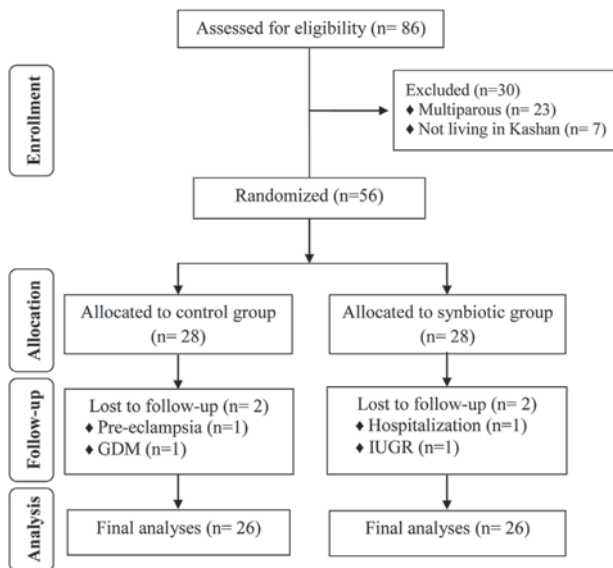 Assessed for eligibility (n= 86)
Enrollment
Excluded (n=30)
♦ Multiparous (n= 23)
♦ Not living in Kashan (n= 7)
Randomized (n=56)
Allocation
Allocated to control group
(n= 28)
Allocated to synbiotic group
(n= 28)
Follow-up
Lost to follow-up (n= 2)
♦ Pre-eclampsia (n=1)
♦ GDM (n=1)
Lost to follow-up (n= 2)
♦ Hospitalization (n=1)
♦ IUGR (n=1)
Analysis
Final analyses (n= 26)
Final analyses (n= 26)